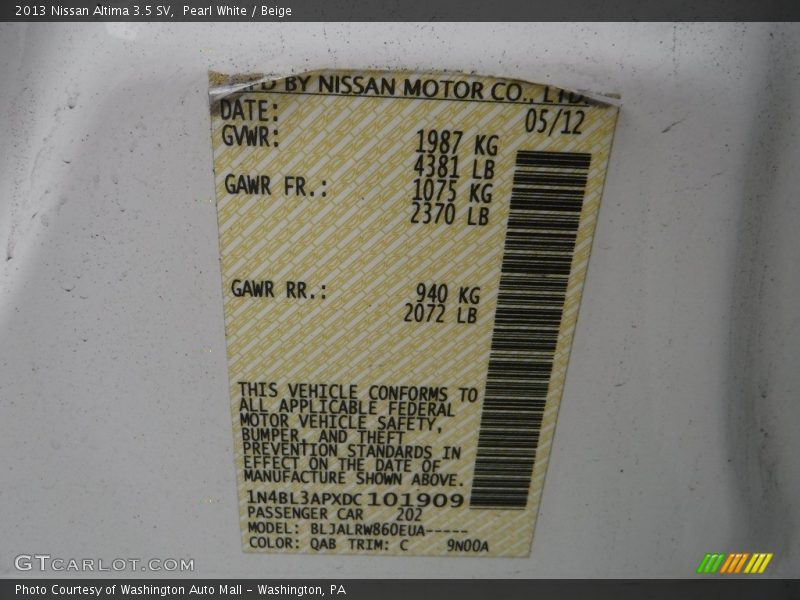 2013 Nissan Altima 3.5 SV, Pearl White / Beige
BY NISSAN MOTOR CO., LTD.
DATE: 05/12
GVWR: 1987 KG
4381 LB
GAWR FR.: 1075 KG
2370 LB
GAWR RR.: 940 KG
2072 LB
THIS VEHICLE CONFORMS TO
ALL APPLICABLE FEDERAL
MOTOR VEHICLE SAFETY,
BUMPER, AND THEFT
PREVENTION STANDARDS IN
EFFECT ON THE DATE OF
MANUFACTURE SHOWN ABOVE.
1N4BL3APXDC101909
PASSENGER CAR 202
MODEL: BLJALRW860EUA-----
COLOR: QAB TRIM: C 9N00A
GTCARLOT.COM
Photo Courtesy of Washington Auto Mall - Washington, PA